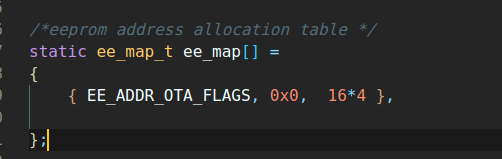 /*eeprom address allocation table */
static ee_map_t ee_map[] =
{
{ EE_ADDR_OTA_FLAGS, 0x0,  16*4 },
};